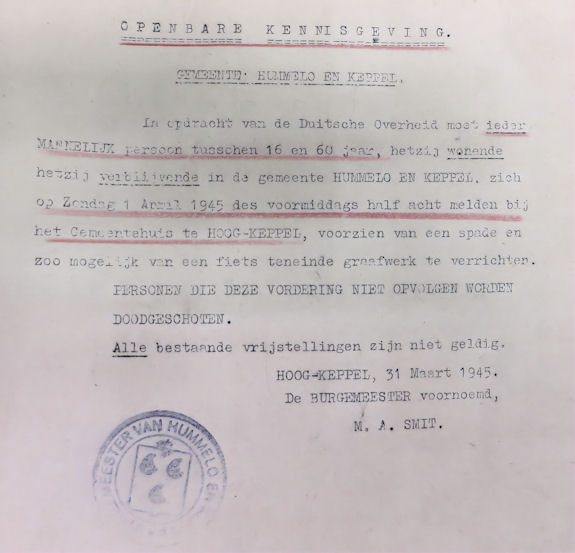 OPENBARE KENNISGEVING.
GEMEENTE: HUMMELO EN KEPPEL.
In opdracht van de Duitsche Overheid moet ieder
MANNELIJK persoon tusschen 16 en 60 jaar, hetzij wonende
hetzij verblijvende in de gemeente HUMMELO EN KEPPEL, zich
op Zondag 1 April 1945 des voormiddags half acht melden bij
het Gemeentehuis te HOOG-KEPPEL, voorzien van een spade en
zoo mogelijk van een fiets teneinde graafwerk te verrichten.
PERSONEN DIE DEZE VORDERING NIET OPVOLGEN WORDEN
DOODGESCHOTEN.
Alle bestaande vrijstellingen zijn niet geldig.
HOOG-KEPPEL, 31 Maart 1945.
De BURGEMEESTER voornoemd,
M. A. SMIT.
MEESTER VAN HUMMELO EN